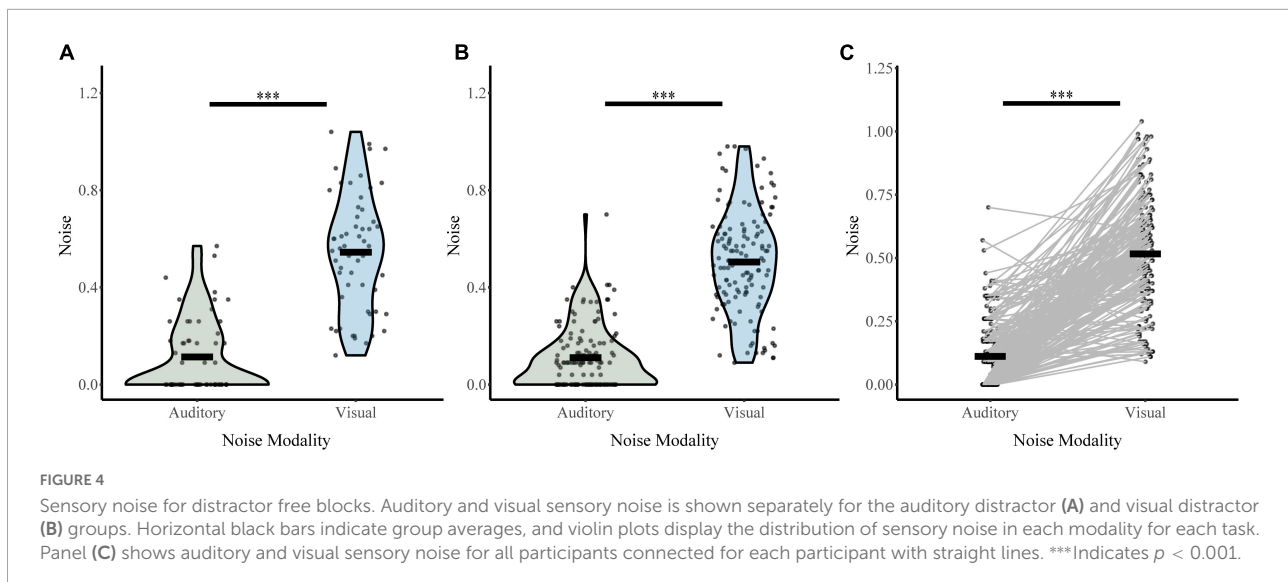 A
B
C
1.2
0.8
0.4
0.0
Noise
***
Auditory
Visual
Noise Modality
1.2
0.8
0.4
0.0
Noise
***
Auditory
Visual
Noise Modality
1.25
1.00
0.75
0.50
0.25
0.00
Noise
***
Auditory
Visual
Noise Modality
FIGURE 4
Sensory noise for distractor free blocks. Auditory and visual sensory noise is shown separately for the auditory distractor (A) and visual distractor
(B) groups. Horizontal black bars indicate group averages, and violin plots display the distribution of sensory noise in each modality for each task.
Panel (C) shows auditory and visual sensory noise for all participants connected for each participant with straight lines. ***Indicates p < 0.001.